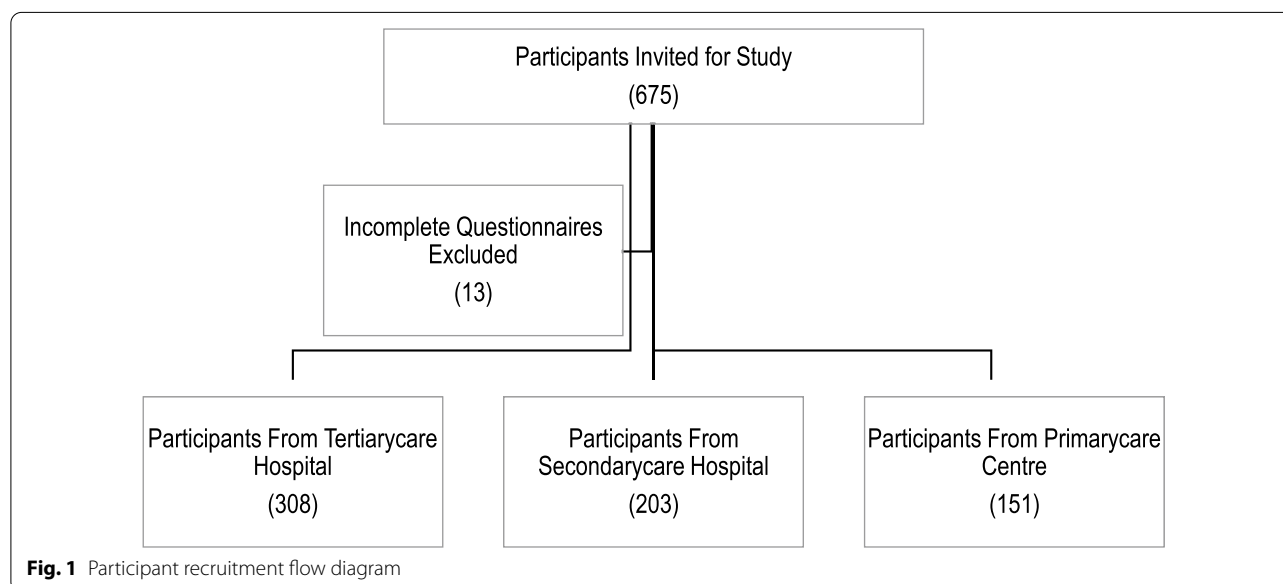 Participants Invited for Study
(675)
Incomplete Questionnaires
Excluded
(13)
Participants From Tertiarycare
Hospital
(308)
Participants From
Secondarycare Hospital
(203)
Participants From Primarycare
Centre
(151)
Fig. 1 Participant recruitment flow diagram